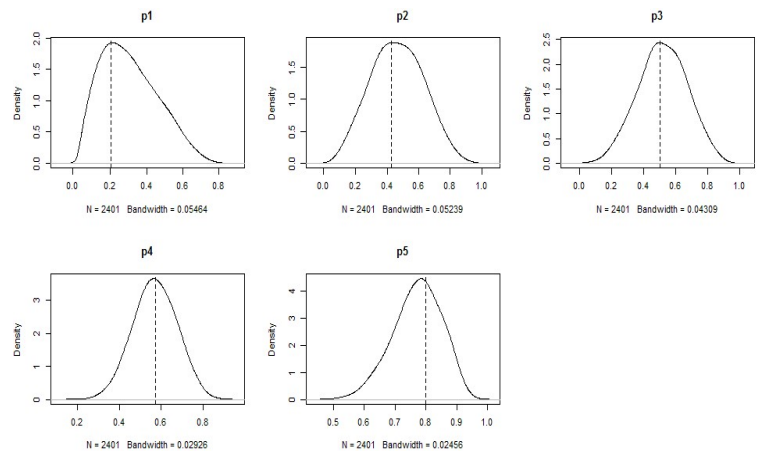 p1
2.0
1.5
1.0
0.5
0.0
Density
0.0 0.2 0.4 0.6 0.8
N = 2401 Bandwidth = 0.05464
p2
1.5
1.0
0.5
0.0
Density
0.0 0.2 0.4 0.6 0.8 1.0
N = 2401 Bandwidth = 0.05239
p3
2.5
2.0
1.5
1.0
0.5
0.0
Density
0.0 0.2 0.4 0.6 0.8 1.0
N = 2401 Bandwidth = 0.04309
p4
3
2
1
0
Density
0.2 0.4 0.6 0.8
N = 2401 Bandwidth = 0.02926
p5
4
3
2
1
0
Density
0.5 0.6 0.7 0.8 0.9 1.0
N = 2401 Bandwidth = 0.02456